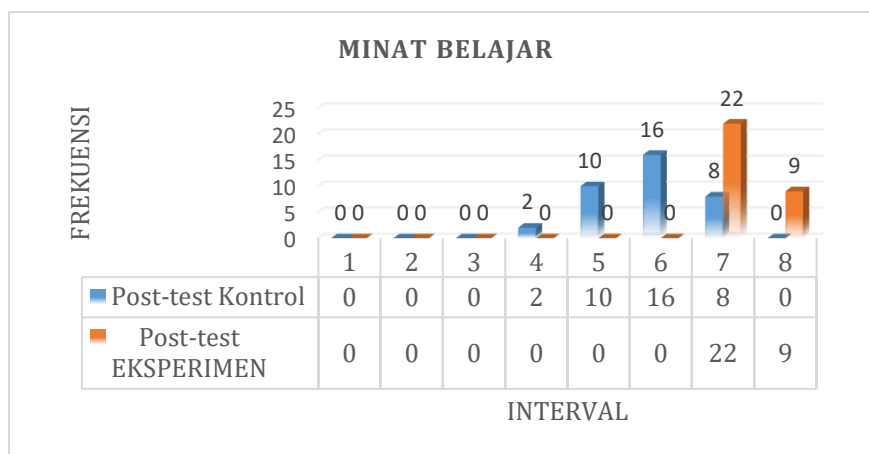 MINAT BELAJAR
FREKUENSI
25
20
15
10
5
0
0 0
0 0
0 0
2 0
10 0
16 0
8 22
0 9
1 2 3 4 5 6 7 8
Post-test Kontrol 0 0 0 2 10 16 8 0
Post-test
EKSPERIMEN 0 0 0 0 0 0 22 9
INTERVAL